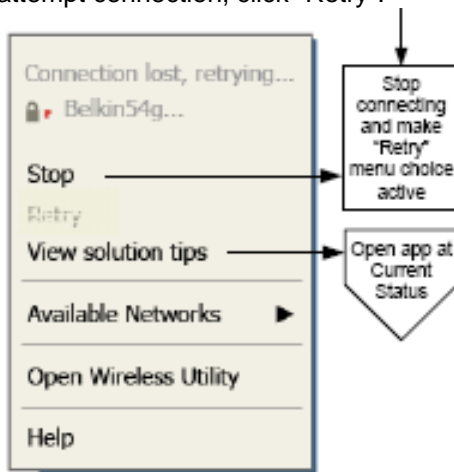 attempt connection, click "Retry".
Connection lost, retrying...
Belkin54g...
Stop
Retry
View solution tips
Available Networks
Open Wireless Utility
Help
Stop
connecting
and make
"Retry"
menu choice
active
Open app at
Current
Status